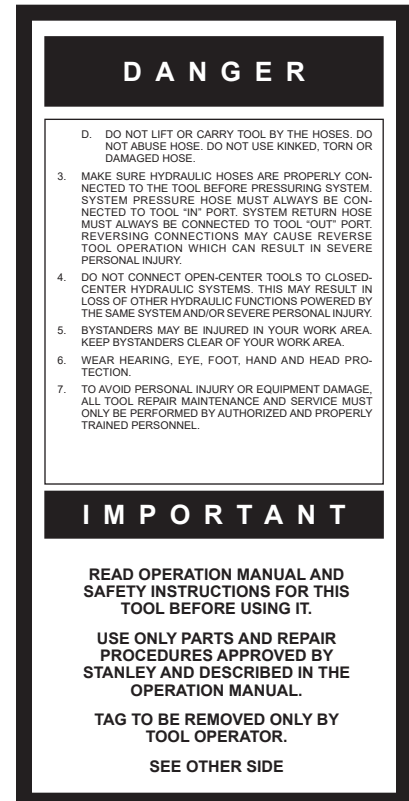 DANGER
D. DO NOT LIFT OR CARRY TOOL BY THE HOSES. DO
NOT ABUSE HOSE. DO NOT USE KINKED, TORN OR
DAMAGED HOSE.
3. MAKE SURE HYDRAULIC HOSES ARE PROPERLY CON-
NECTED TO THE TOOL BEFORE PRESSURING SYSTEM.
SYSTEM PRESSURE HOSE MUST ALWAYS BE CON-
NECTED TO TOOL “IN” PORT. SYSTEM RETURN HOSE
MUST ALWAYS BE CONNECTED TO TOOL “OUT” PORT.
REVERSING CONNECTIONS MAY CAUSE REVERSE
TOOL OPERATION WHICH CAN RESULT IN SEVERE
PERSONAL INJURY.
4. DO NOT CONNECT OPEN-CENTER TOOLS TO CLOSED-
CENTER HYDRAULIC SYSTEMS. THIS MAY RESULT IN
LOSS OF OTHER HYDRAULIC FUNCTIONS POWERED BY
THE SAME SYSTEM AND/OR SEVERE PERSONAL INJURY.
5. BYSTANDERS MAY BE INJURED IN YOUR WORK AREA.
KEEP BYSTANDERS CLEAR OF YOUR WORK AREA.
6. WEAR HEARING, EYE, FOOT, HAND AND HEAD PRO-
TECTION.
7. TO AVOID PERSONAL INJURY OR EQUIPMENT DAMAGE,
ALL TOOL REPAIR MAINTENANCE AND SERVICE MUST
ONLY BE PERFORMED BY AUTHORIZED AND PROPERLY
TRAINED PERSONNEL.
IMPORTANT
READ OPERATION MANUAL AND
SAFETY INSTRUCTIONS FOR THIS
TOOL BEFORE USING IT.
USE ONLY PARTS AND REPAIR
PROCEDURES APPROVED BY
STANLEY AND DESCRIBED IN THE
OPERATION MANUAL.
TAG TO BE REMOVED ONLY BY
TOOL OPERATOR.
SEE OTHER SIDE